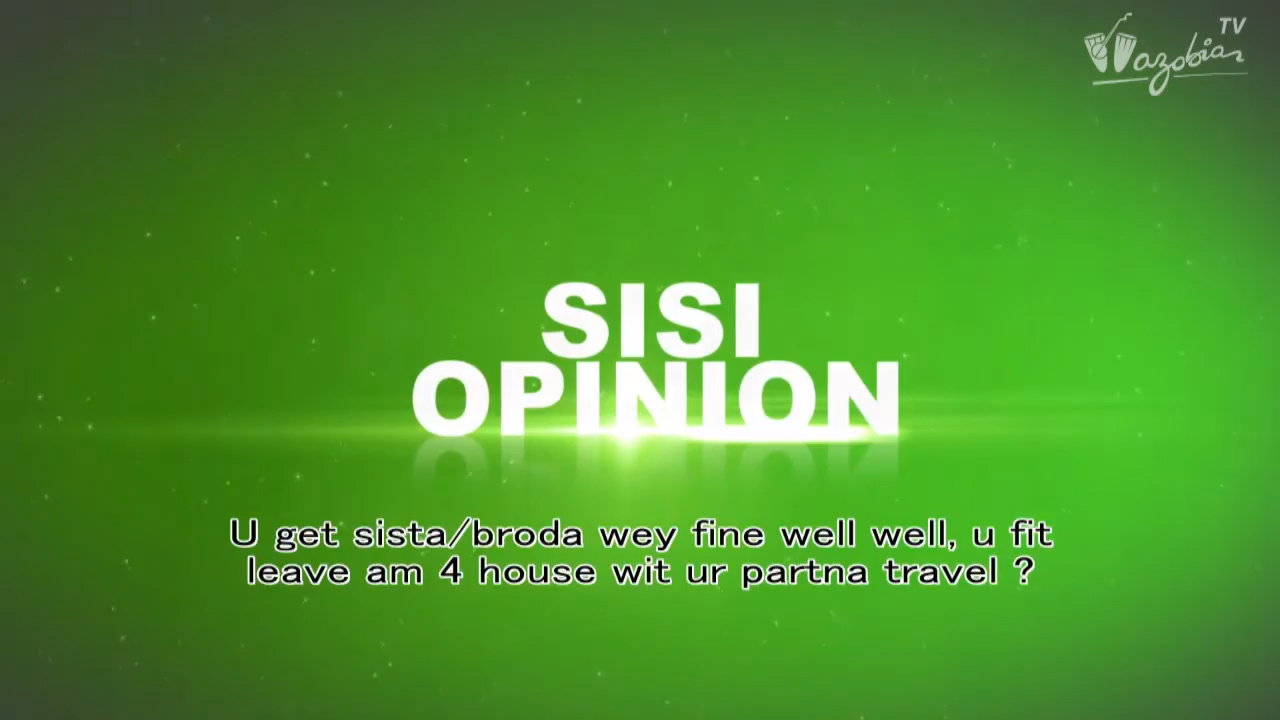 TV
Wazobia
SISI
OPINION
U get sista/broda wey fine well well, u fit
leave am 4 house wit ur partna travel ?